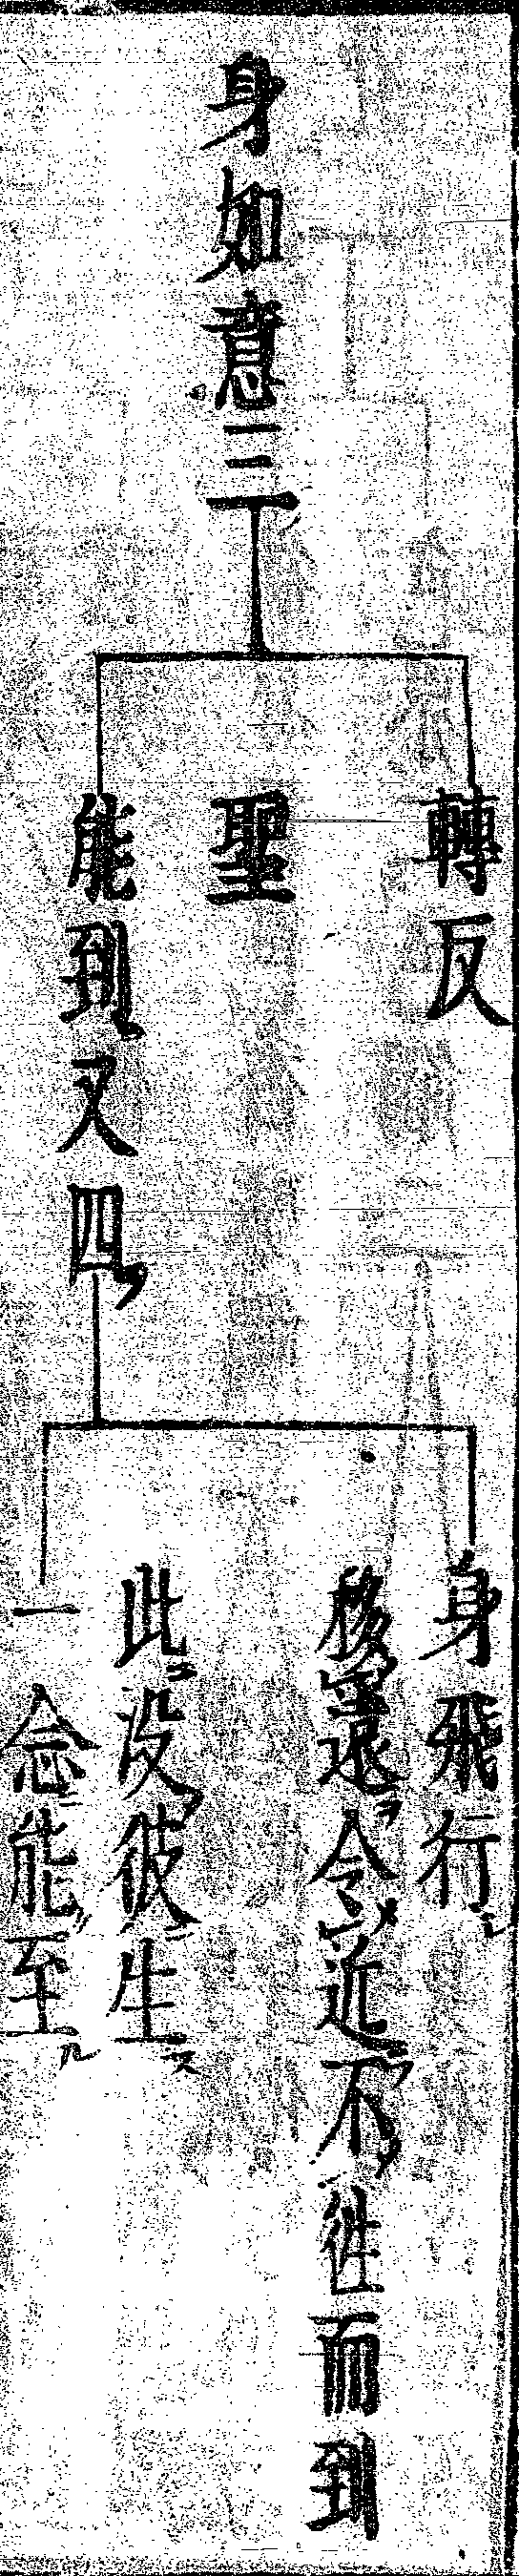 身如意三
轉反
聖
能到又四
身飛行
移遠令近不往而到
此没彼生
一念能至